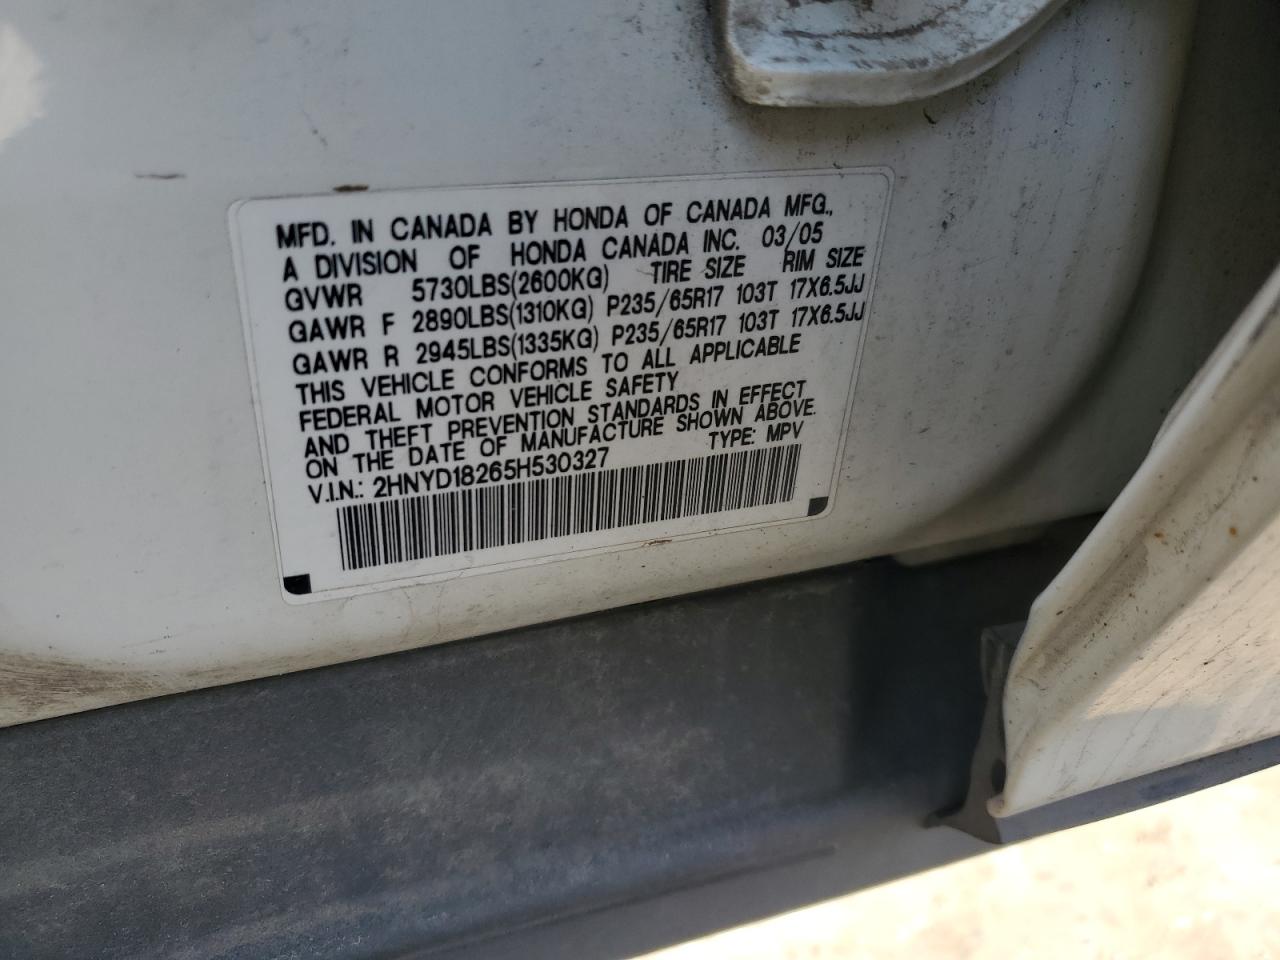 MFD. IN CANADA BY HONDA OF CANADA MFG.,
A DIVISION OF HONDA CANADA INC. 03/05
GVWR 5730LBS(2600KG) TIRE SIZE RIM SIZE
GAWR F 2890LBS(1310KG) P235/65R17 103T 17X6.5JJ
GAWR R 2945LBS(1335KG) P235/65R17 103T 17X6.5JJ
THIS VEHICLE CONFORMS TO ALL APPLICABLE
FEDERAL MOTOR VEHICLE SAFETY
AND THEFT PREVENTION STANDARDS IN EFFECT
ON THE DATE OF MANUFACTURE SHOWN ABOVE.
V.I.N.: 2HNYD18265H530327 TYPE: MPV